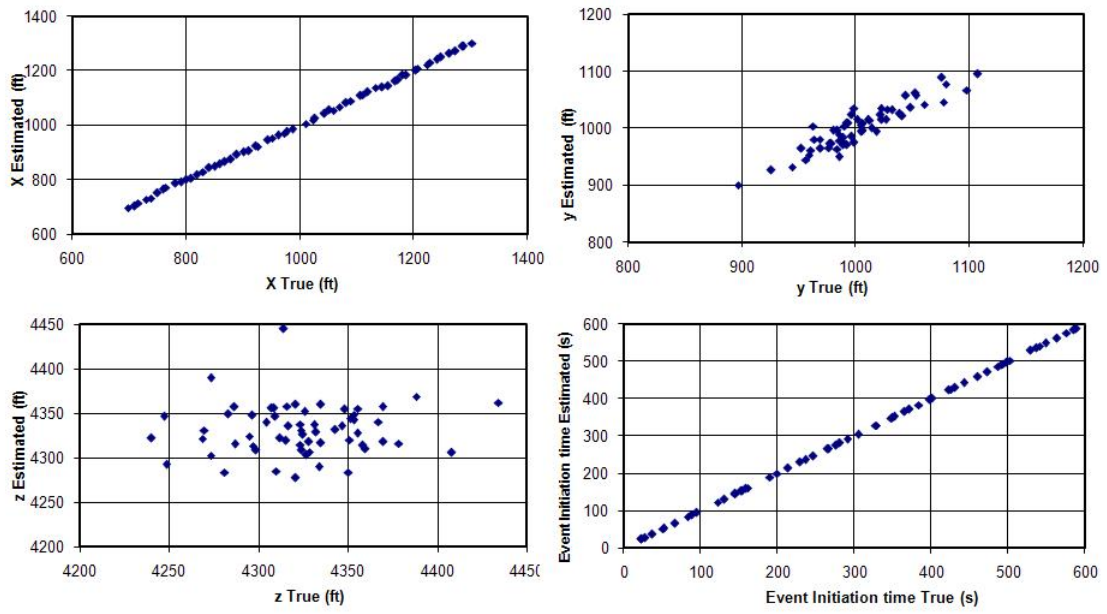 1400
1200
1000
800
600
X Estimated (ft)
600 800 1000 1200 1400
X True (ft)
1200
1100
1000
900
800
y Estimated (ft)
800 900 1000 1100 1200
y True (ft)
4450
4400
4350
4300
4250
4200
z Estimated (ft)
4200 4250 4300 4350 4400 4450
z True (ft)
600
500
400
300
200
100
0
Event Initiation time Estimated (s)
0 100 200 300 400 500 600
Event Initiation time True (s)